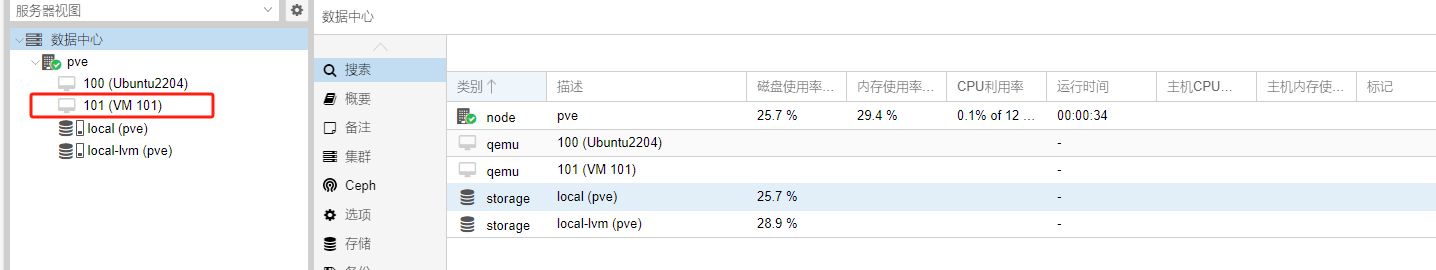 服务器视图
数据中心
pve
100 (Ubuntu2204)
101 (VM 101)
local (pve)
local-lvm (pve)
数据中心
搜索
概要
备注
集群
Ceph
选项
存储
类别 描述 磁盘使用率... 内存使用率... CPU利用率 运行时间 主机CPU... 主机内存使... 标记
node pve 25.7 % 29.4 % 0.1% of 12 ... 00:00:34
qemu 100 (Ubuntu2204) -
qemu 101 (VM 101) -
storage local (pve) 25.7 % -
storage local-lvm (pve) 28.9 % -